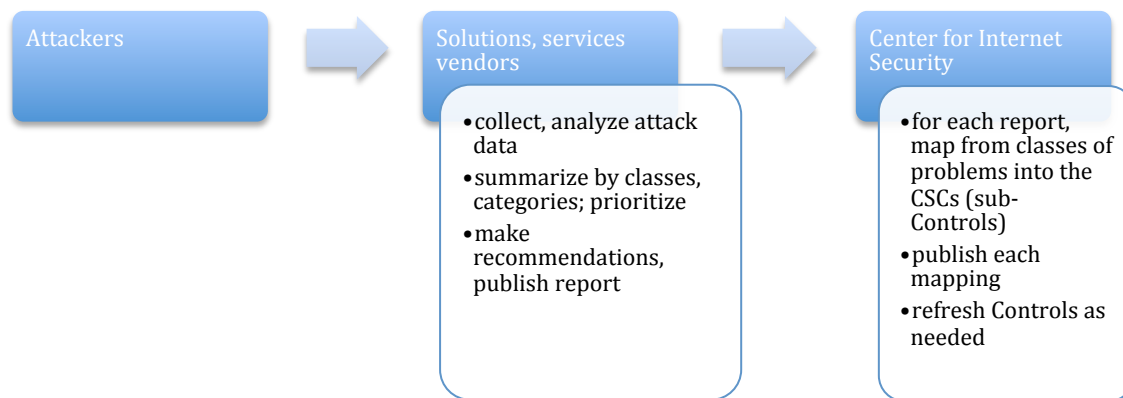 Attackers
Solutions, services
vendors
•collect, analyze attack
data
•summarize by classes,
categories; prioritize
•make
recommendations,
publish report
Center for Internet
Security
•for each report,
map from classes of
problems into the
CSCs (sub-
Controls)
•publish each
mapping
•refresh Controls as
needed